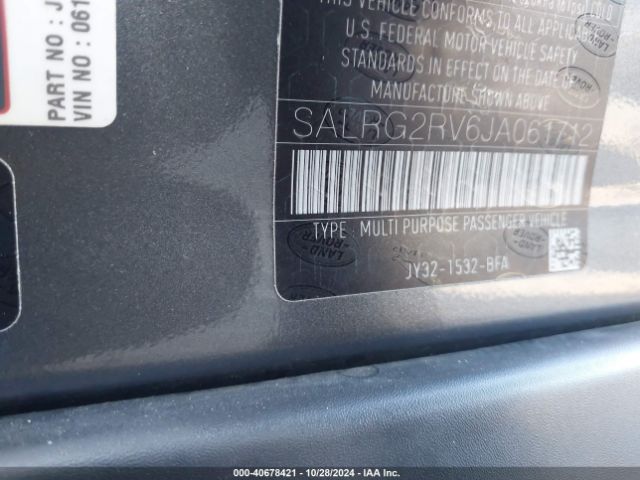 PART NO : J
VIN NO : 061
THIS VEHICLE CONFORMS TO ALL
U.S. FEDERAL MOTOR VEHICLE SAFETY
STANDARDS IN EFFECT ON THE DATE
MANUFACTURE SHOWN ABOVE
TYPE MULTI PURPOSE PASSENGER VEHICLE
LAND ROVER
JY32-1532-BFA
000-40678421 - 10/28/2024 - IAA Inc.